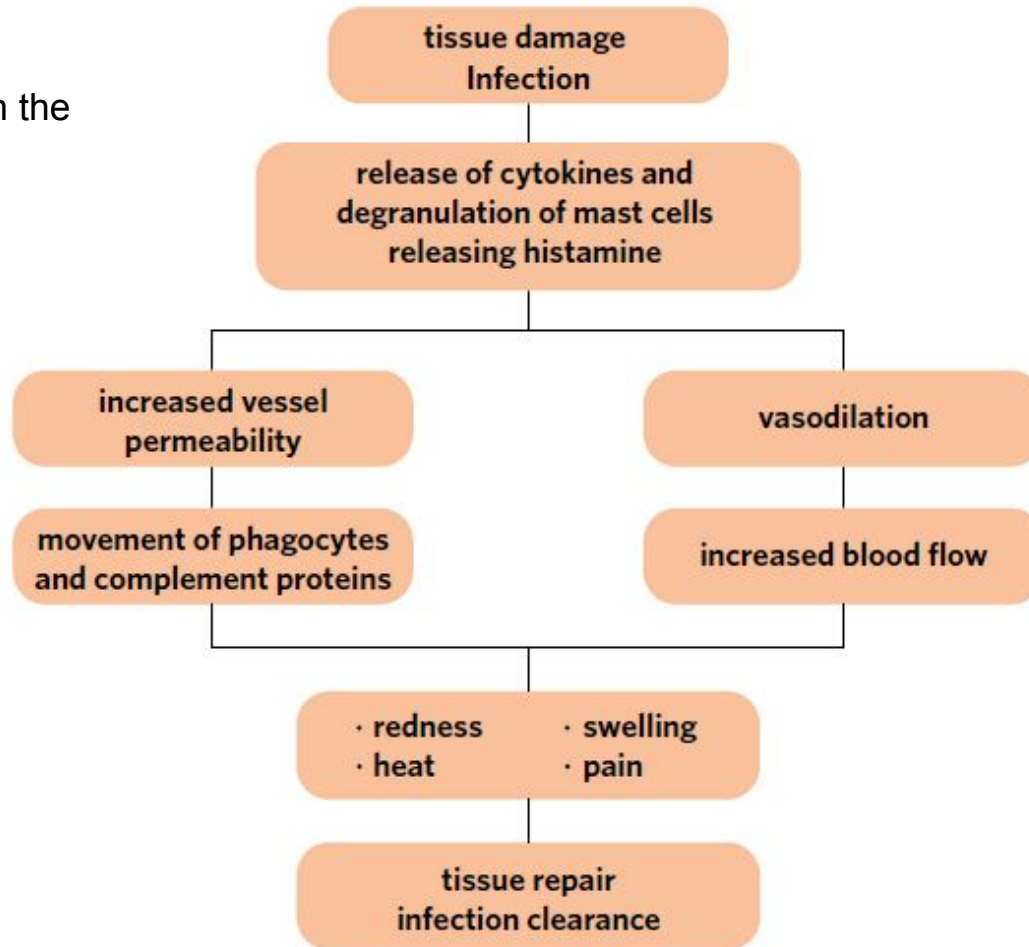 tissue damage
Infection
n the
release of cytokines and
degranulation of mast cells
releasing histamine
increased vessel
permeability
vasodilation
movement of phagocytes
and complement proteins
increased blood flow
· redness
· swelling
· heat
· pain
tissue repair
infection clearance